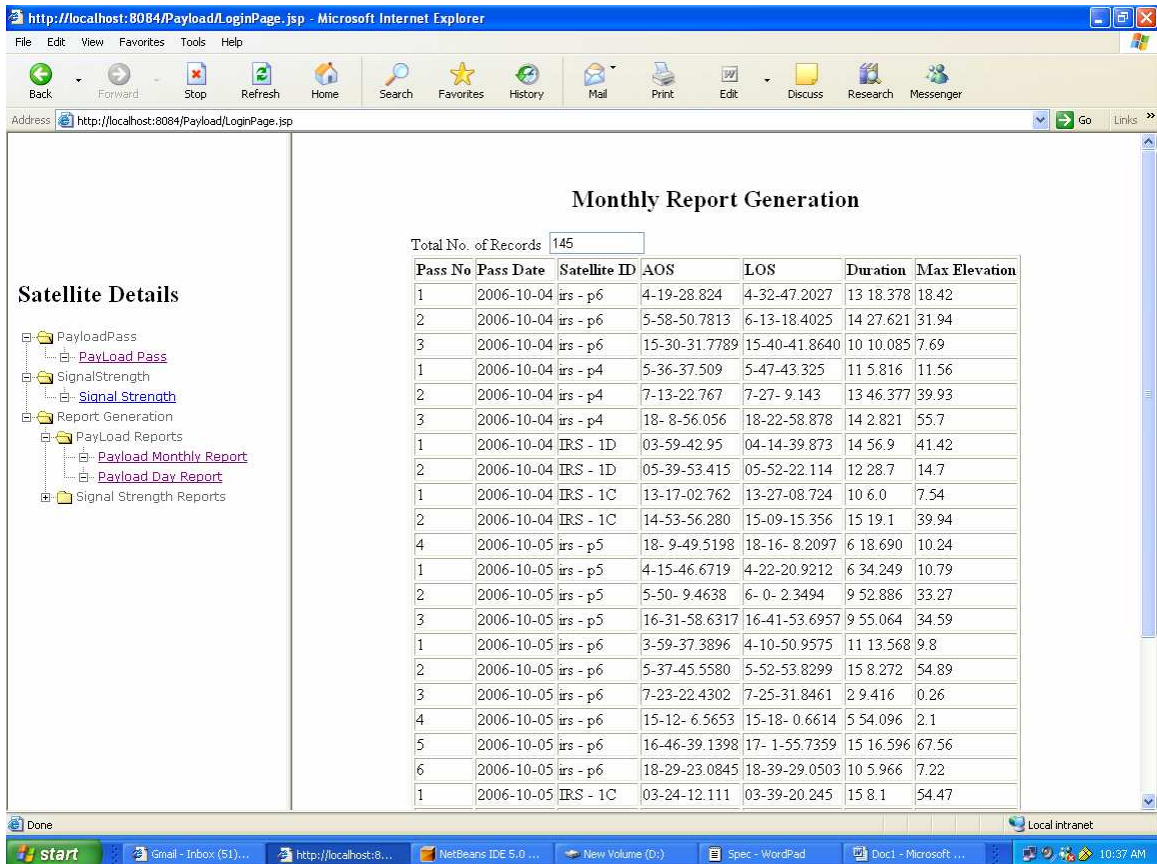 http://localhost:8084/Payload/LoginPage.jsp - Microsoft Internet Explorer
File Edit View Favorites Tools Help
Back Forward Stop Refresh Home Search Favorites History Mail Print Edit Discuss Research Messenger
Address http://localhost:8084/Payload/LoginPage.jsp Go Links »
Satellite Details
PayloadPass
PayLoad Pass
SignalStrength
Signal Strength
Report Generation
PayLoad Reports
Payload Monthly Report
Payload Day Report
Signal Strength Reports
Monthly Report Generation
Total No. of Records 145
Pass No Pass Date Satellite ID AOS LOS Duration Max Elevation
1 2006-10-04 irs - p6 4-19-28.824 4-32-47.2027 13 18.378 18.42
2 2006-10-04 irs - p6 5-58-50.7813 6-13-18.4025 14 27.621 31.94
3 2006-10-04 irs - p6 15-30-31.7789 15-40-41.8640 10 10.085 7.69
1 2006-10-04 irs - p4 5-36-37.509 5-47-43.325 11 5.816 11.56
2 2006-10-04 irs - p4 7-13-22.767 7-27- 9.143 13 46.377 39.93
3 2006-10-04 irs - p4 18- 8-56.056 18-22-58.878 14 2.821 55.7
1 2006-10-04 IRS - 1D 03-59-42.95 04-14-39.873 14 56.9 41.42
2 2006-10-04 IRS - 1D 05-39-53.415 05-52-22.114 12 28.7 14.7
1 2006-10-04 IRS - 1C 13-17-02.762 13-27-08.724 10 6.0 7.54
2 2006-10-04 IRS - 1C 14-53-56.280 15-09-15.356 15 19.1 39.94
4 2006-10-05 irs - p5 18- 9-49.5198 18-16- 8.2097 6 18.690 10.24
1 2006-10-05 irs - p5 4-15-46.6719 4-22-20.9212 6 34.249 10.79
2 2006-10-05 irs - p5 5-50- 9.4638 6- 0- 2.3494 9 52.886 33.27
3 2006-10-05 irs - p5 16-31-58.6317 16-41-53.6957 9 55.064 34.59
1 2006-10-05 irs - p6 3-59-37.3896 4-10-50.9575 11 13.568 9.8
2 2006-10-05 irs - p6 5-37-45.5580 5-52-53.8299 15 8.272 54.89
3 2006-10-05 irs - p6 7-23-22.4302 7-25-31.8461 2 9.416 0.26
4 2006-10-05 irs - p6 15-12- 6.5653 15-18- 0.6614 5 54.096 2.1
5 2006-10-05 irs - p6 16-46-39.1398 17- 1-55.7359 15 16.596 67.56
6 2006-10-05 irs - p6 18-29-23.0845 18-39-29.0503 10 5.966 7.22
1 2006-10-05 IRS - 1C 03-24-12.111 03-39-20.245 15 8.1 54.47
Done Local intranet
start Gmail - Inbox (51)... http://localhost:8... NetBeans IDE 5.0 ... New Volume (D:) Spec - WordPad Doc1 - Microsoft ... 10:37 AM